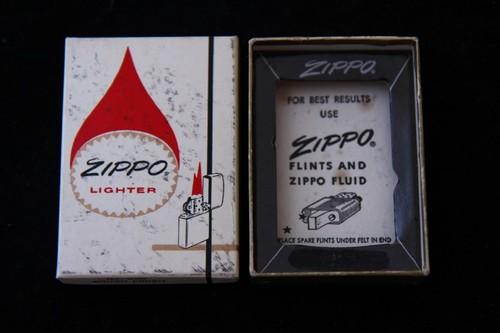 ZIPPO
LIGHTER
ZIPPO
FOR BEST RESULTS
USE
ZIPPO
FLINTS AND
ZIPPO FLUID
PLACE SPARE FLINTS UNDER FELT IN END